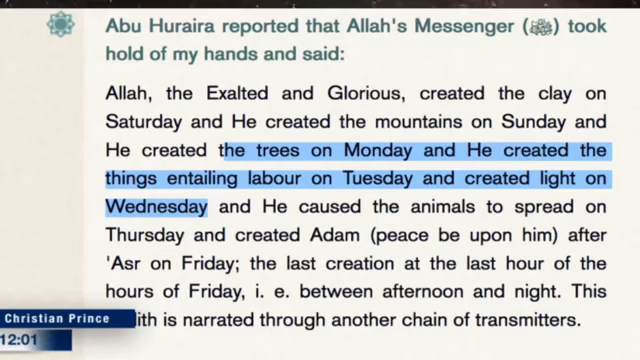 Abu Huraira reported that Allah's Messenger (ﷺ) took
hold of my hands and said:
Allah, the Exalted and Glorious, created the clay on
Saturday and He created the mountains on Sunday and
He created the trees on Monday and He created the
things entailing labour on Tuesday and created light on
Wednesday and He caused the animals to spread on
Thursday and created Adam (peace be upon him) after
'Asr on Friday; the last creation at the last hour of the
hours of Friday, i. e. between afternoon and night. This
ith is narrated through another chain of transmitters.
Christian Prince
12:01